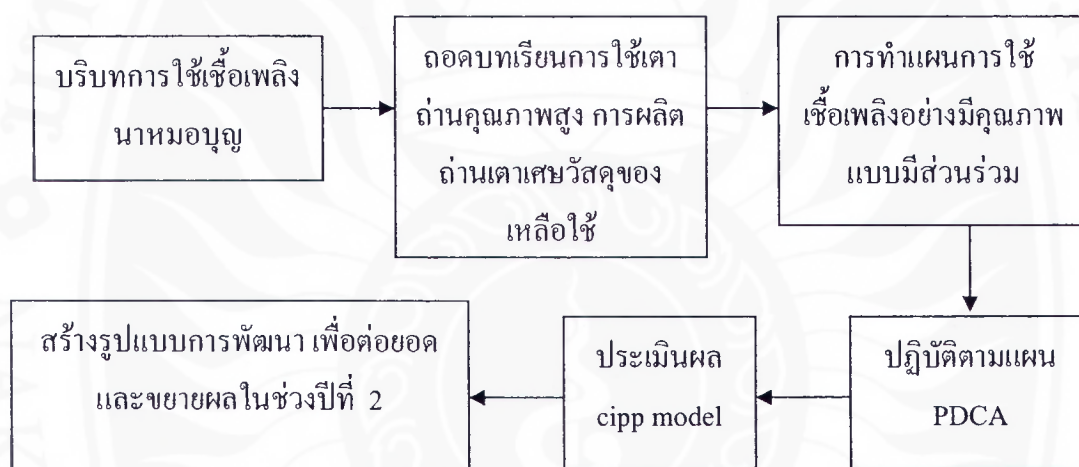 บริบทการใช้เชื้อเพลิง
นาหมอบุญ
ถอดบทเรียนการใช้เตา
ถ่านคุณภาพสูง การผลิต
ถ่านเตาเศษวัสดุของ
เหลือใช้
การทำแผนการใช้
เชื้อเพลิงอย่างมีคุณภาพ
แบบมีส่วนร่วม
ปฏิบัติตามแผน
PDCA
ประเมินผล
cipp model
สร้างรูปแบบการพัฒนา เพื่อต่อยอด
และขยายผลในช่วงปีที่ 2